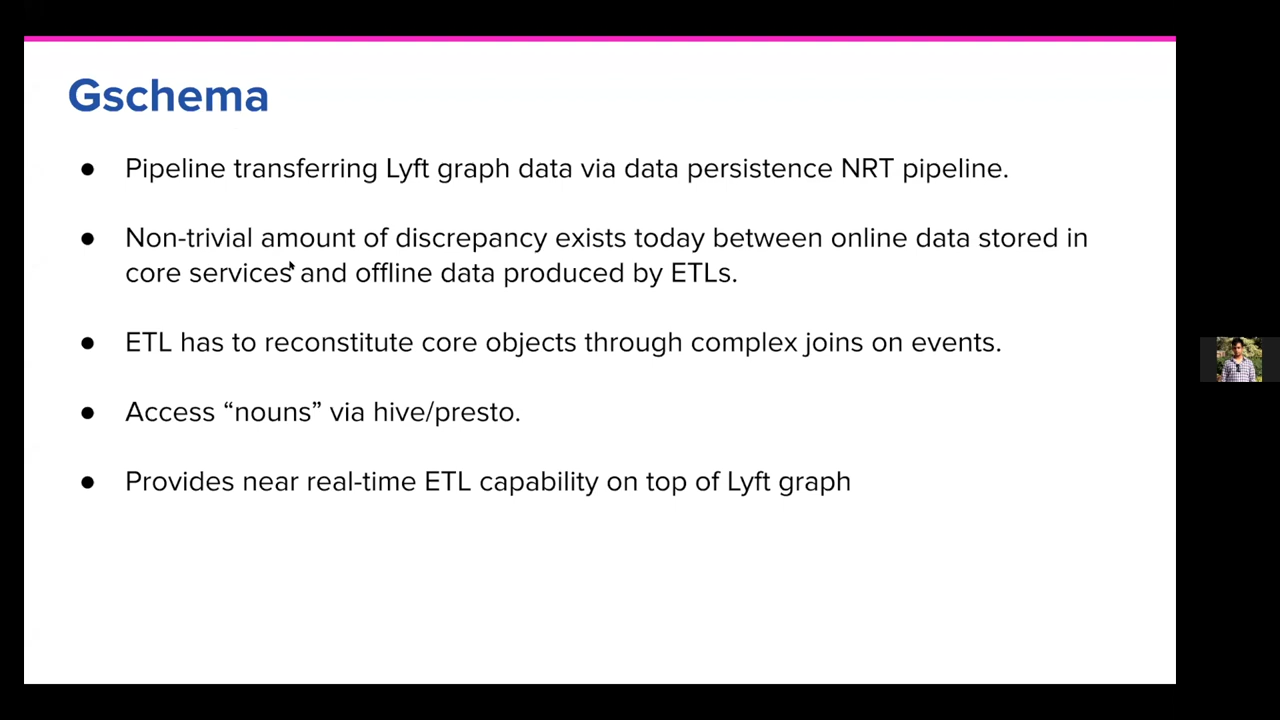 Gschema
● Pipeline transferring Lyft graph data via data persistence NRT pipeline.
● Non-trivial amount of discrepancy exists today between online data stored in
core services and offline data produced by ETLs.
● ETL has to reconstitute core objects through complex joins on events.
● Access “nouns” via hive/presto.
● Provides near real-time ETL capability on top of Lyft graph